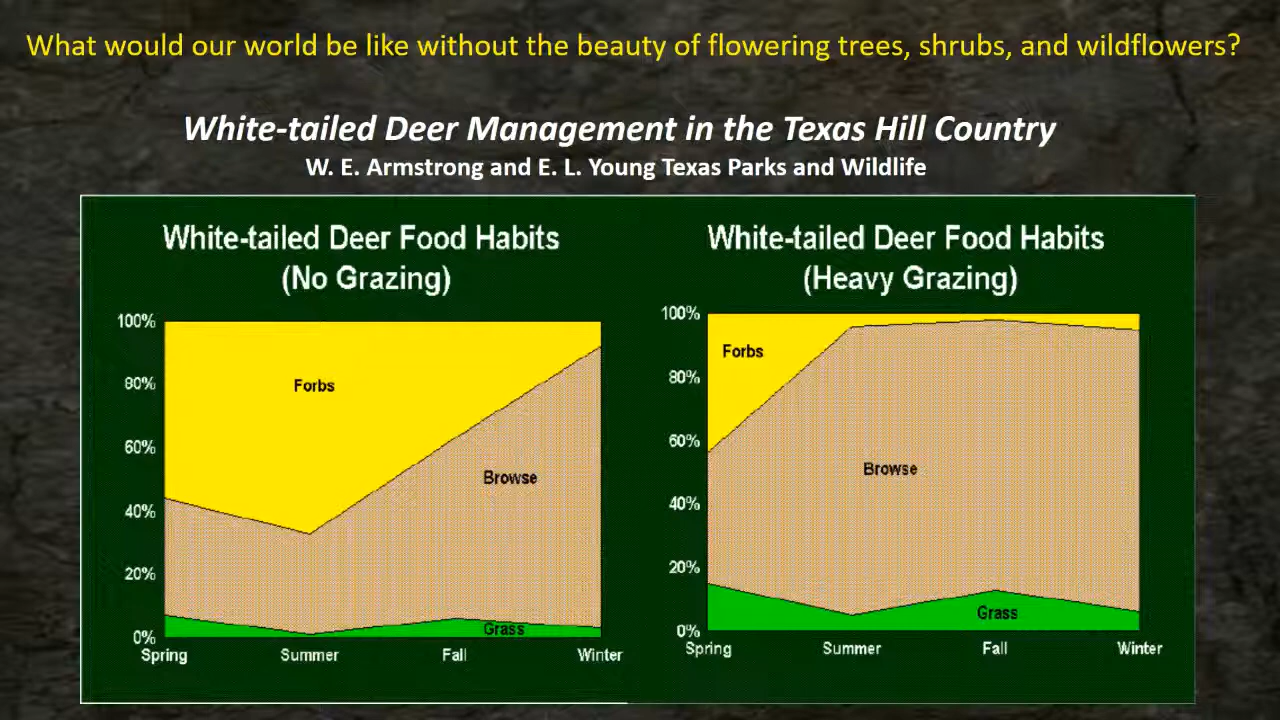 What would our world be like without the beauty of flowering trees, shrubs, and wildflowers?
White-tailed Deer Management in the Texas Hill Country
W. E. Armstrong and E. L. Young Texas Parks and Wildlife
White-tailed Deer Food Habits
(No Grazing)
100%
80%
60%
40%
20%
0%
Forbs
Browse
Grass
Spring Summer Fall Winter
White-tailed Deer Food Habits
(Heavy Grazing)
100%
80%
60%
40%
20%
0%
Forbs
Browse
Grass
Spring Summer Fall Winter